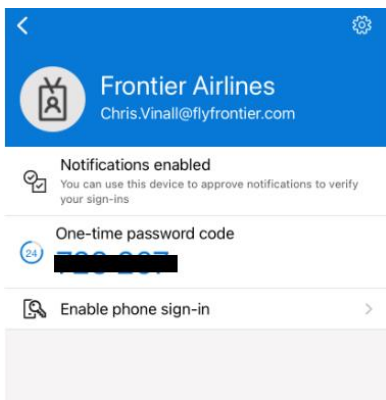 Frontier Airlines
Chris.Vinall@flyfrontier.com
Notifications enabled
You can use this device to approve notifications to verify
your sign-ins
One-time password code
24
Enable phone sign-in